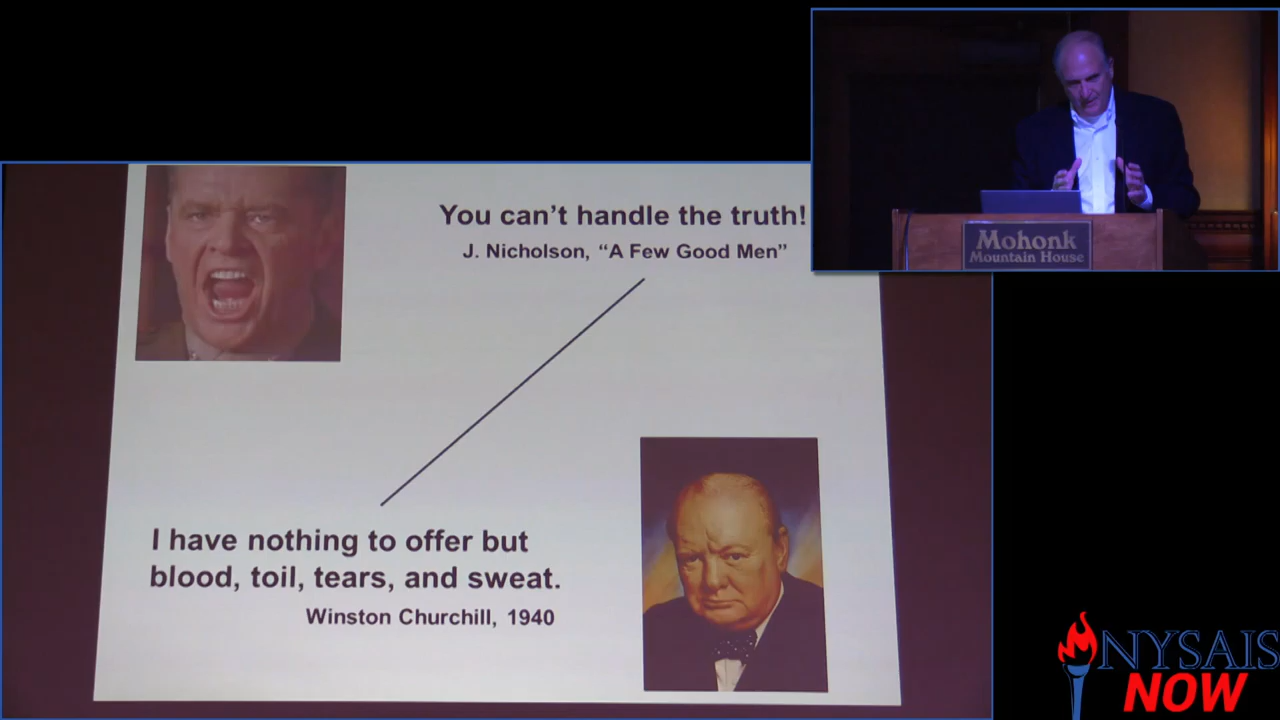 You can't handle the truth!
J. Nicholson, “A Few Good Men”
I have nothing to offer but
blood, toil, tears, and sweat.
Winston Churchill, 1940
Mohonk
Mountain House
NYSAIS
NOW